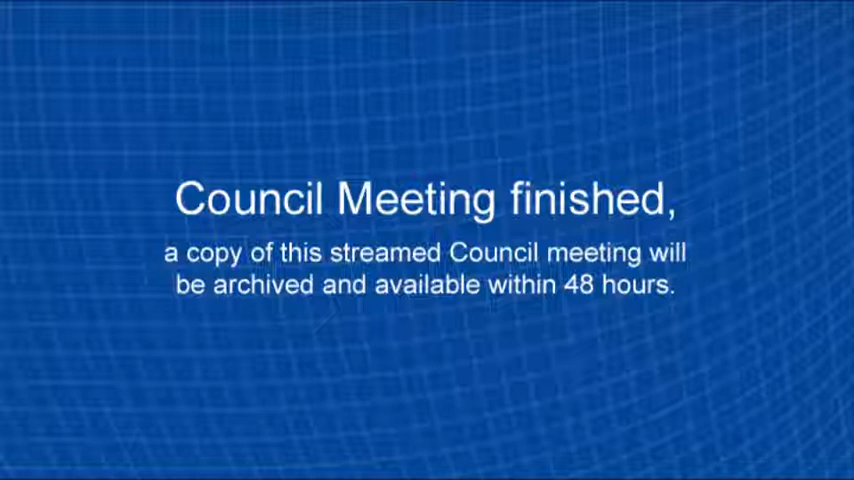 Council Meeting finished,
a copy of this streamed Council meeting will
be archived and available within 48 hours.